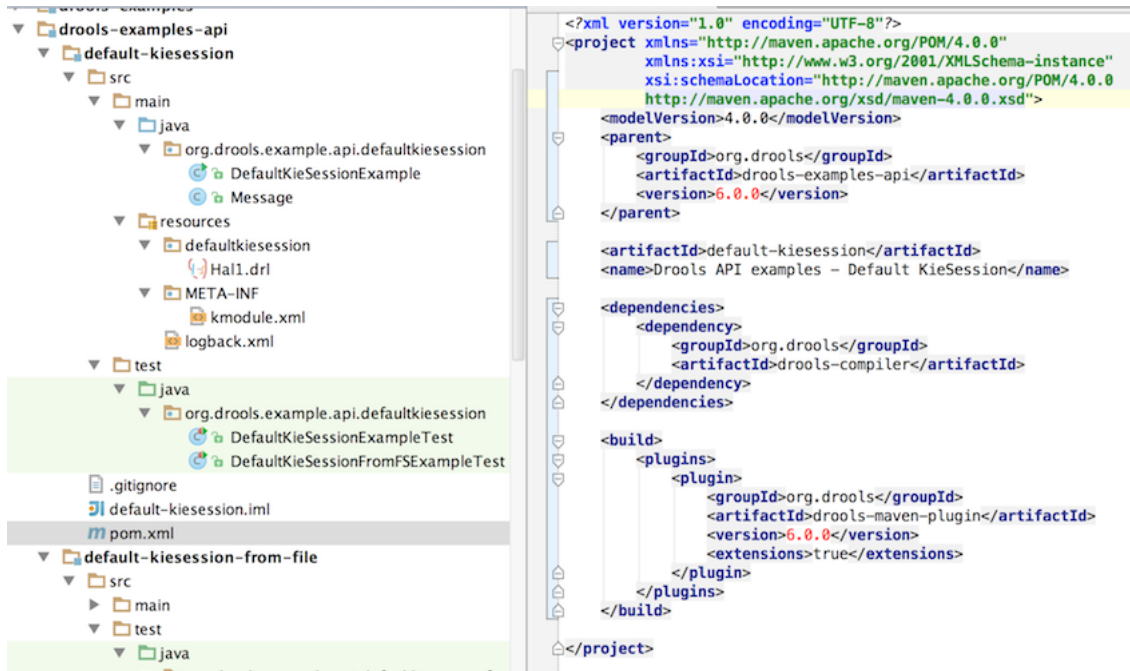 drools-examples
drools-examples-api
default-kiesession
src
main
java
org.drools.example.api.defaultkiesession
DefaultKieSessionExample
Message
resources
defaultkiesession
Hal1.drl
META-INF
kmodule.xml
logback.xml
test
java
org.drools.example.api.defaultkiesession
DefaultKieSessionExampleTest
DefaultKieSessionFromFSExampleTest
.gitignore
default-kiesession.iml
pom.xml
default-kiesession-from-file
src
main
test
java
<?xml version="1.0" encoding="UTF-8"?>
<project xmlns="http://maven.apache.org/POM/4.0.0"
xmlns:xsi="http://www.w3.org/2001/XMLSchema-instance"
xsi:schemaLocation="http://maven.apache.org/POM/4.0.0
http://maven.apache.org/xsd/maven-4.0.0.xsd">
<modelVersion>4.0.0</modelVersion>
<parent>
<groupId>org.drools</groupId>
<artifactId>drools-examples-api</artifactId>
<version>6.0.0</version>
</parent>
<artifactId>default-kiesession</artifactId>
<name>Drools API examples - Default KieSession</name>
<dependencies>
<dependency>
<groupId>org.drools</groupId>
<artifactId>drools-compiler</artifactId>
</dependency>
</dependencies>
<build>
<plugins>
<plugin>
<groupId>org.drools</groupId>
<artifactId>drools-maven-plugin</artifactId>
<version>6.0.0</version>
<extensions>true</extensions>
</plugin>
</plugins>
</build>
</project>